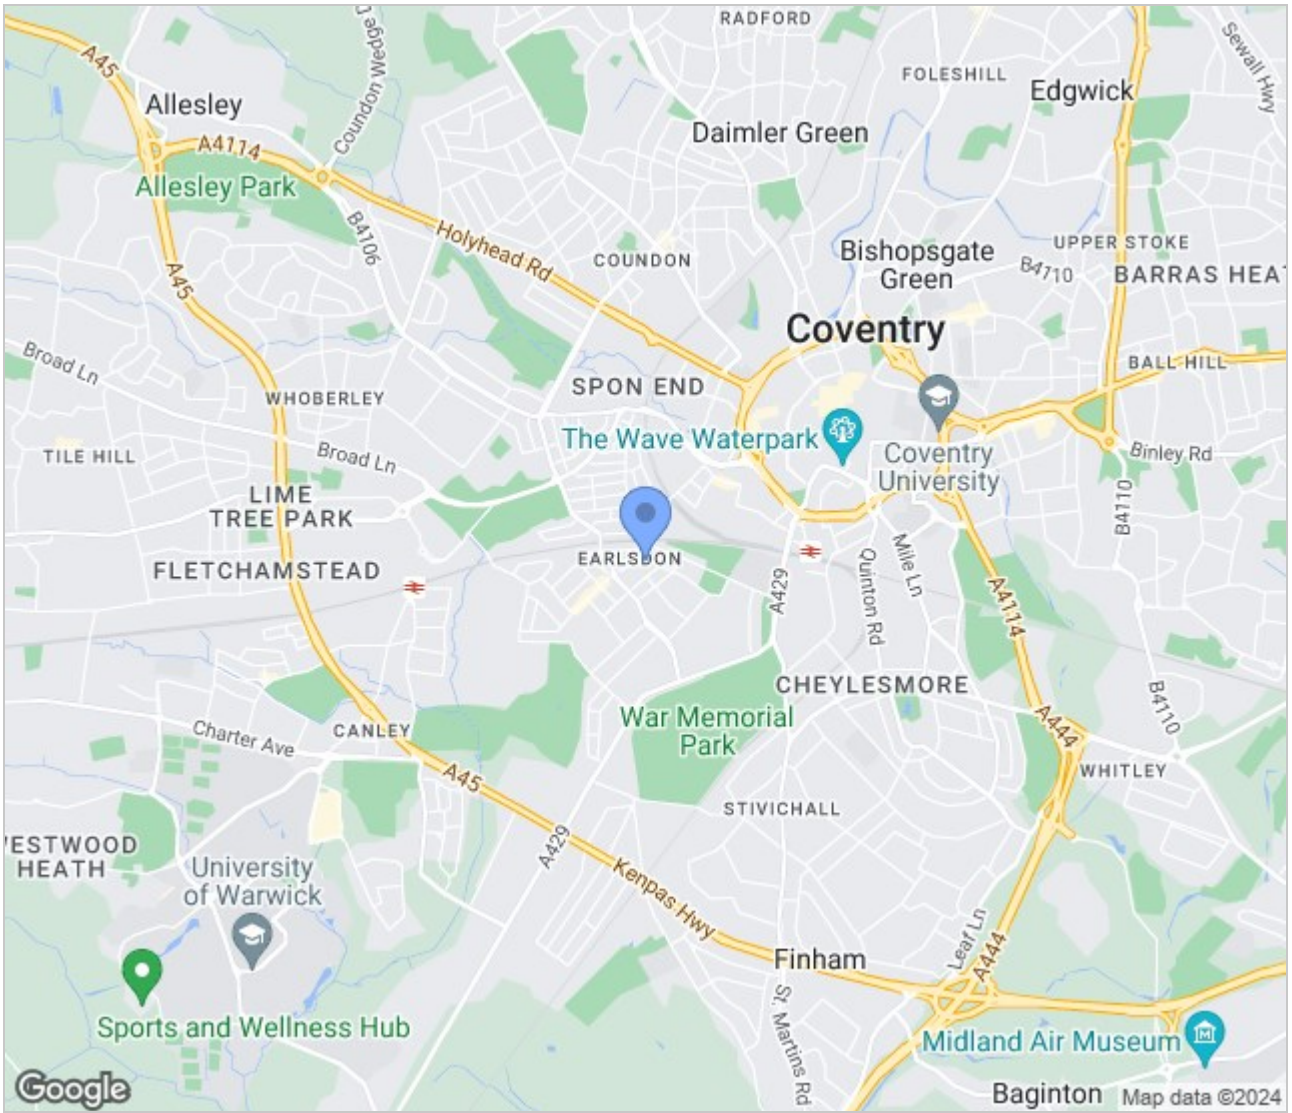 RADFORD
Sewall Hwy
A45
Coundon Wedge D
FOLESHILL
Edgwick
Allesley
Daimler Green
A4114
Allesley Park
B4106
Holyhead Rd
COUNDON
Bishopsgate
Green
UPPER STOKE
B4110
BARRAS HEAT
A45
Coventry
Broad Ln
BALL HILL
SPON END
WHOBERLEY
The Wave Waterpark
Coventry
University
Binley Rd
TILE HILL
Broad Ln
LIME
TREE PARK
B4110
EARLSDON
FLETCHAMSTEAD
A429
Quinton Rd
Mile Ln
A4114
CHEYLESMORE
War Memorial
Park
A444
B4110
Charter Ave
CANLEY
A45
WHITLEY
STIVICHALL
WESTWOOD
HEATH
A429
University
of Warwick
Kenpas Hwy
Leaf Ln
A444
Finham
St. Martins Rd
Sports and Wellness Hub
Midland Air Museum
Baginton
Google
Map data ©2024